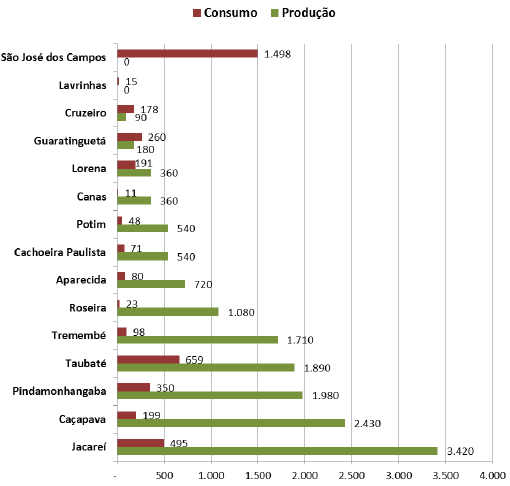 Consumo Produção
São José dos Campos 1.498
0
Lavrinhas 15
0
Cruzeiro 178
90
Guaratinguetá 260
180
Lorena 191
360
Canas 11
360
Potim 48
540
Cachoeira Paulista 71
540
Aparecida 80
720
Roseira 23
1.080
Tremembé 98
1.710
Taubaté 659
1.890
Pindamonhangaba 350
1.980
Caçapava 199
2.430
Jacareí 495
3.420
- 500 1.000 1.500 2.000 2.500 3.000 3.500 4.000